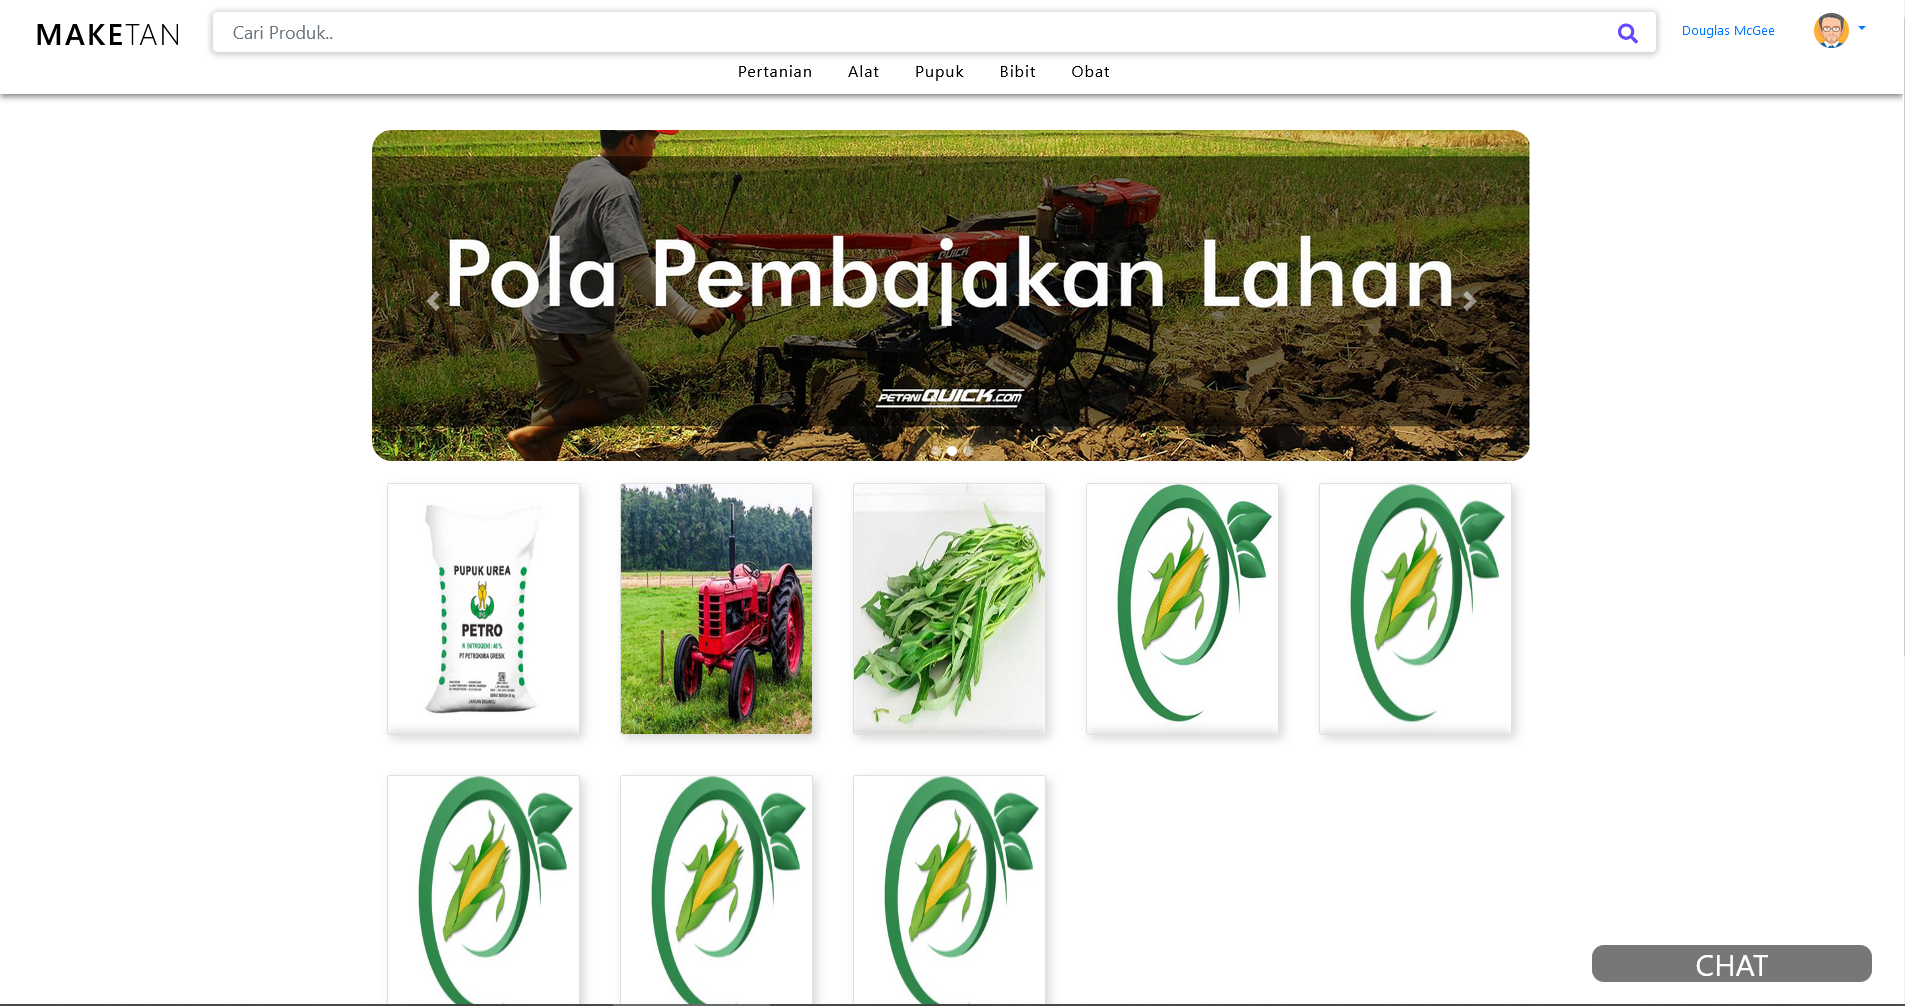 MAKETAN
Cari Produk..
Douglas McGee
Pertanian Alat Pupuk Bibit Obat
Pola Pembajakan Lahan
QUICK
PETANIQUICK.COM
PUPUK UREA
PETRO
N (NITROGEN) : 46%
PT PETROKIMIA GRESIK
CHAT